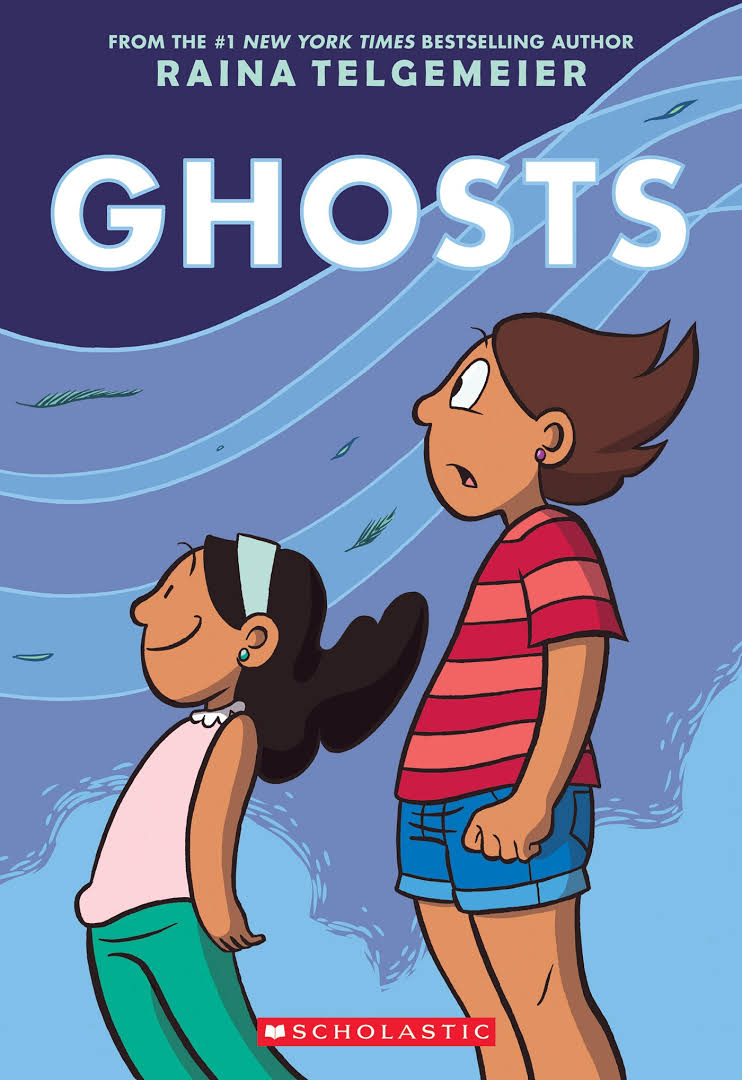 FROM THE #1 NEW YORK TIMES BESTSELLING AUTHOR
RAINA TELGEMEIER
GHOSTS
SCHOLASTIC